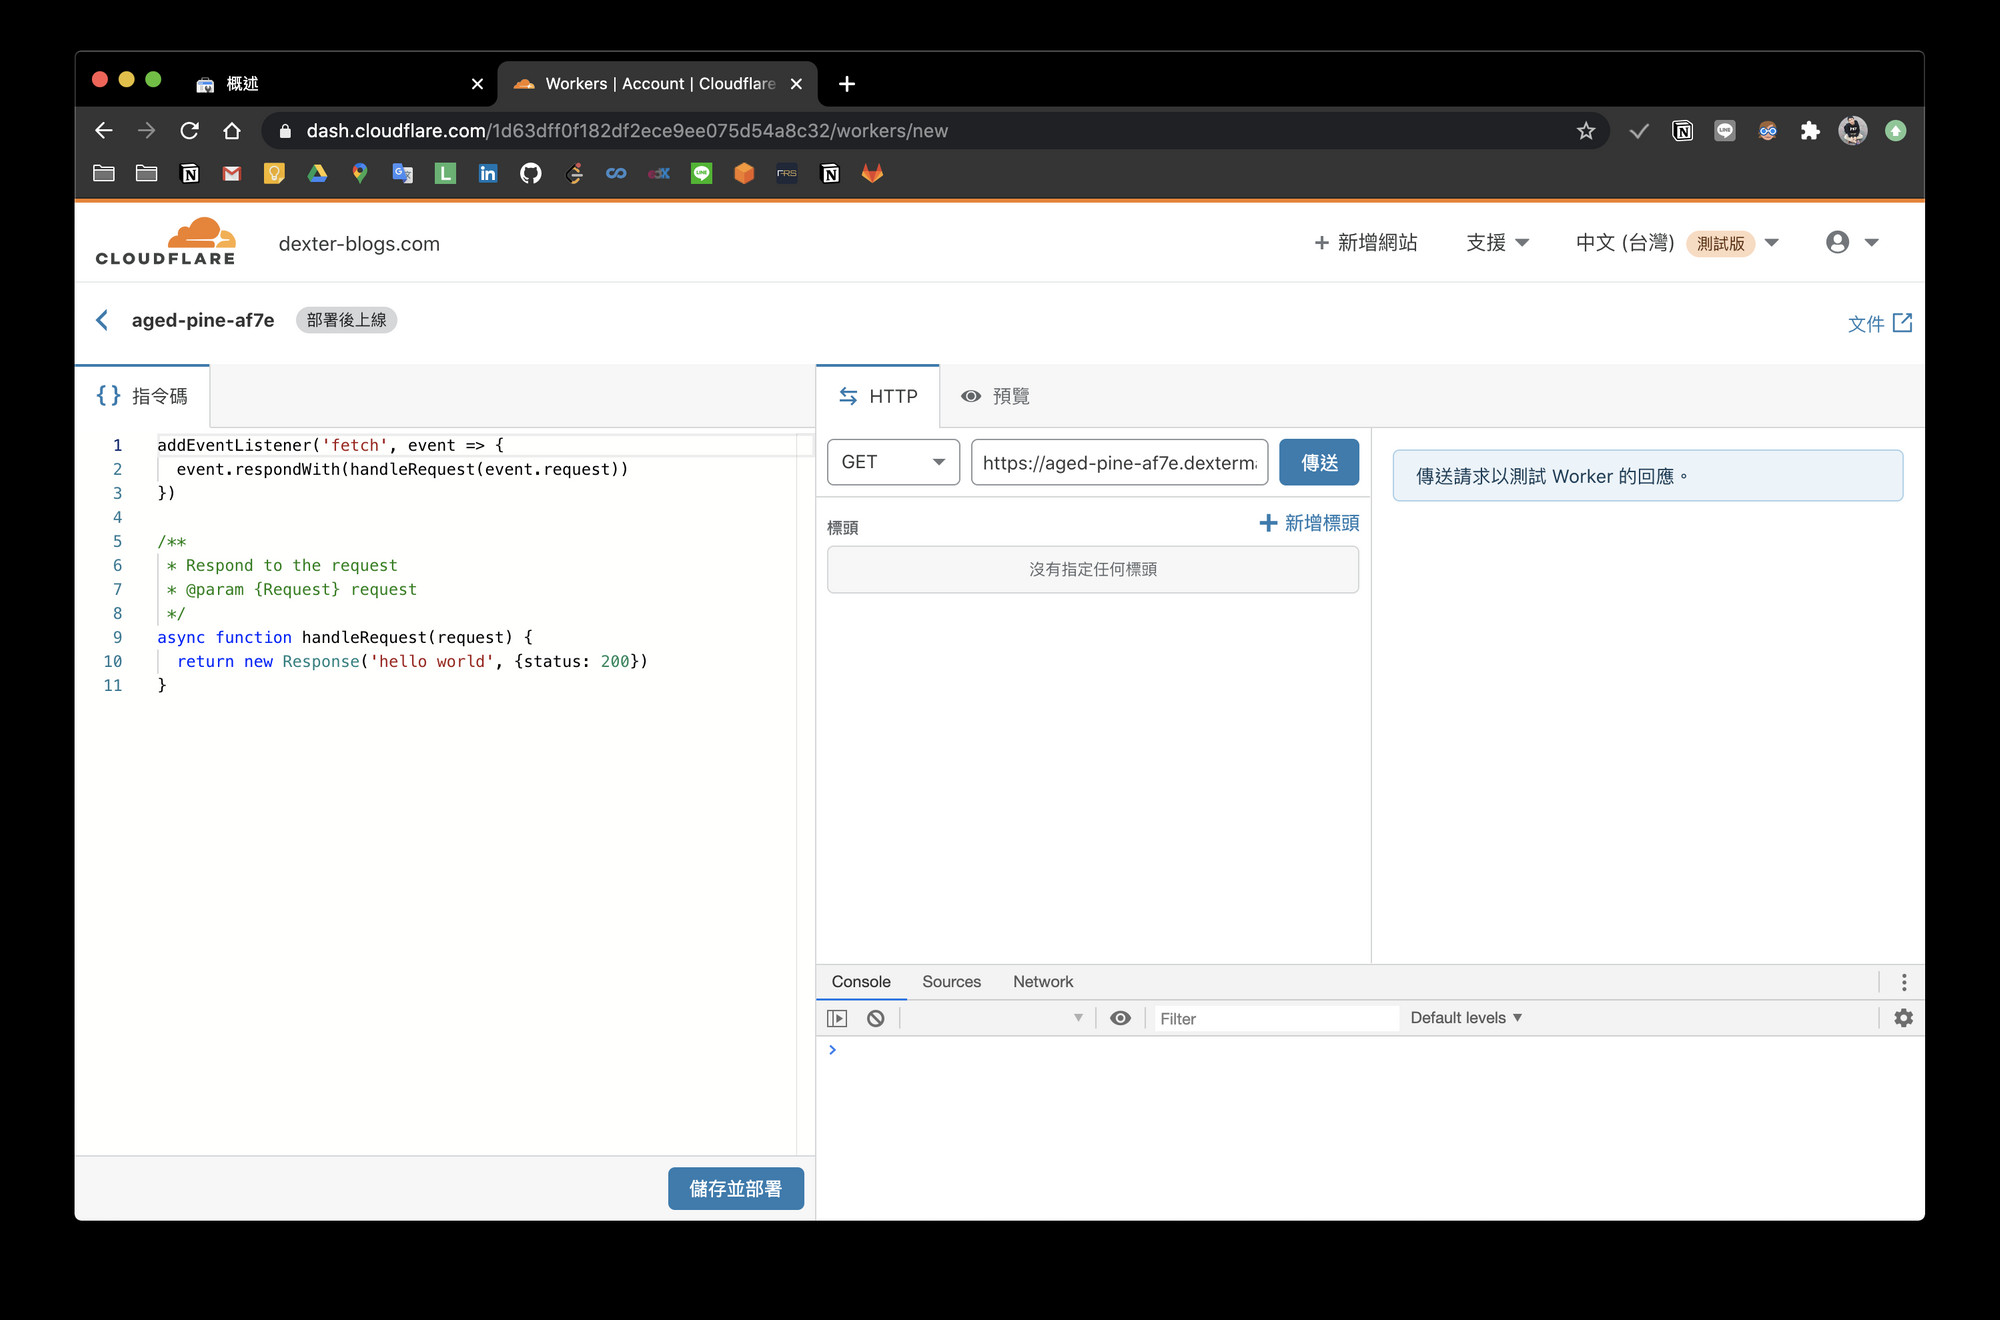 概述
Workers | Account | Cloudflare
dash.cloudflare.com/1d63dff0f182df2ece9ee075d54a8c32/workers/new
CLOUDFLARE
dexter-blogs.com
新增網站
支援
中文 (台灣)
測試版
aged-pine-af7e
部署後上線
文件
{} 指令碼
HTTP
預覽
1 addEventListener('fetch', event => {
2 event.respondWith(handleRequest(event.request))
3 })
4
5 /**
6 * Respond to the request
7 * @param {Request} request
8 */
9 async function handleRequest(request) {
10 return new Response('hello world', {status: 200})
11 }
GET
https://aged-pine-af7e.dexterm
傳送
標頭
新增標頭
沒有指定任何標頭
傳送請求以測試 Worker 的回應。
Console
Sources
Network
Filter
Default levels
儲存並部署